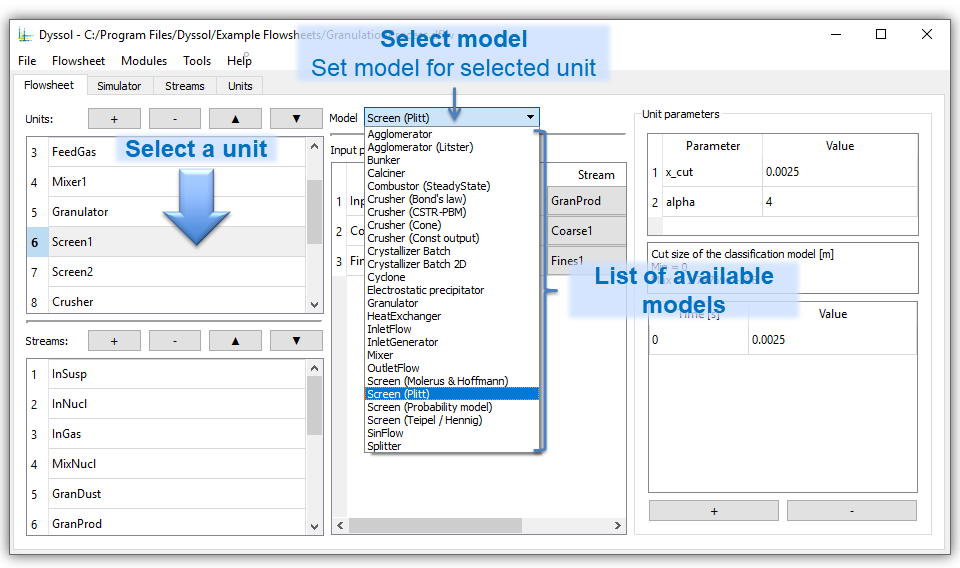 Dyssol - C:/Program Files/Dyssol/Example Flowsheets/Granulation
Select model
Set model for selected unit
File Flowsheet Modules Tools Help
Flowsheet Simulator Streams Units
Units: + - ▲ ▼
3 FeedGas
4 Mixer1
5 Granulator
6 Screen1
7 Screen2
8 Crusher
Select a unit
Streams: + - ▲ ▼
1 InSusp
2 InNucl
3 InGas
4 MixNucl
5 GranDust
6 GranProd
Model Screen (Plitt)
Agglomerator
Agglomerator (Litster)
Bunker
Calciner
Combustor (SteadyState)
Crusher (Bond's law)
Crusher (CSTR-PBM)
Crusher (Cone)
Crusher (Const output)
Crystallizer Batch
Crystallizer Batch 2D
Cyclone
Electrostatic precipitator
Granulator
HeatExchanger
InletFlow
InletGenerator
Mixer
OutletFlow
Screen (Molerus & Hoffmann)
Screen (Plitt)
Screen (Probability model)
Screen (Teipel / Hennig)
SinFlow
Splitter
Input p
Stream
1 Inp GranProd
2 Co Coarse1
3 Fin Fines1
List of available
models
Unit parameters
Parameter Value
1 x_cut 0.0025
2 alpha 4
Cut size of the classification model [m]
Min = 0
Time [s] Value
0 0.0025
+ -